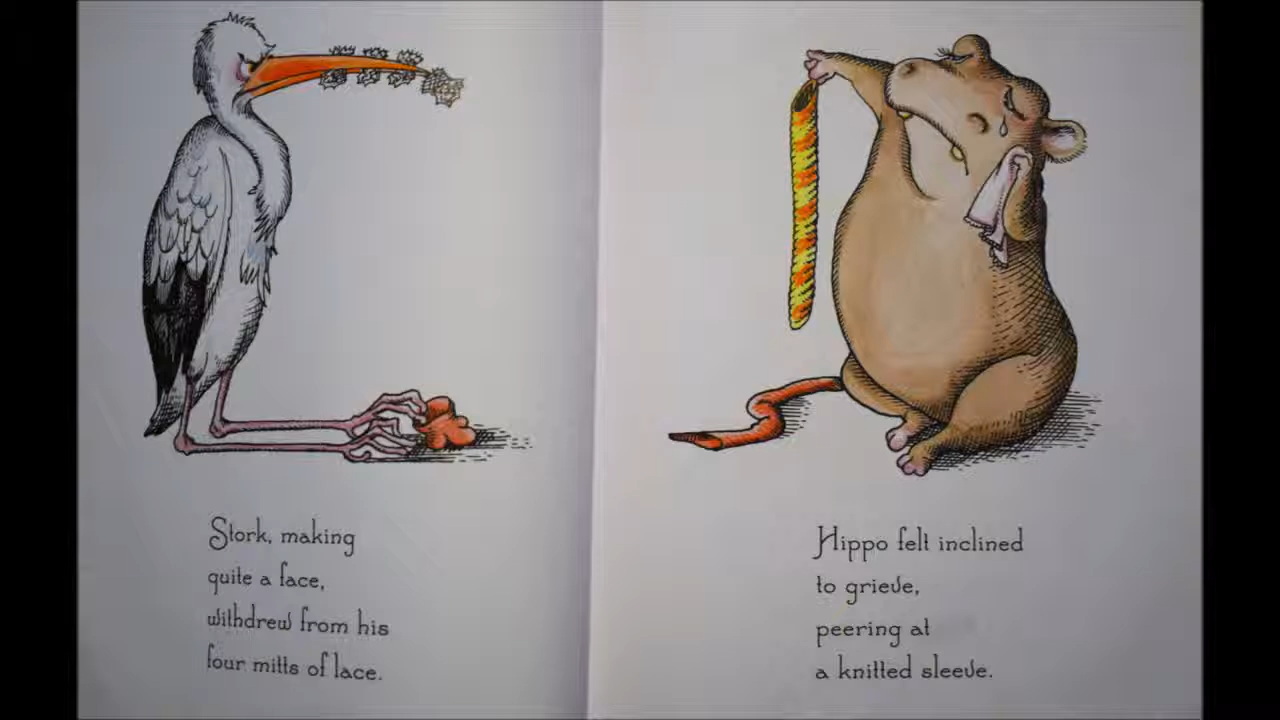 Stork, making
quite a face,
withdrew from his
four mitts of lace.
Hippo felt inclined
to grieve,
peering at
a knitted sleeve.